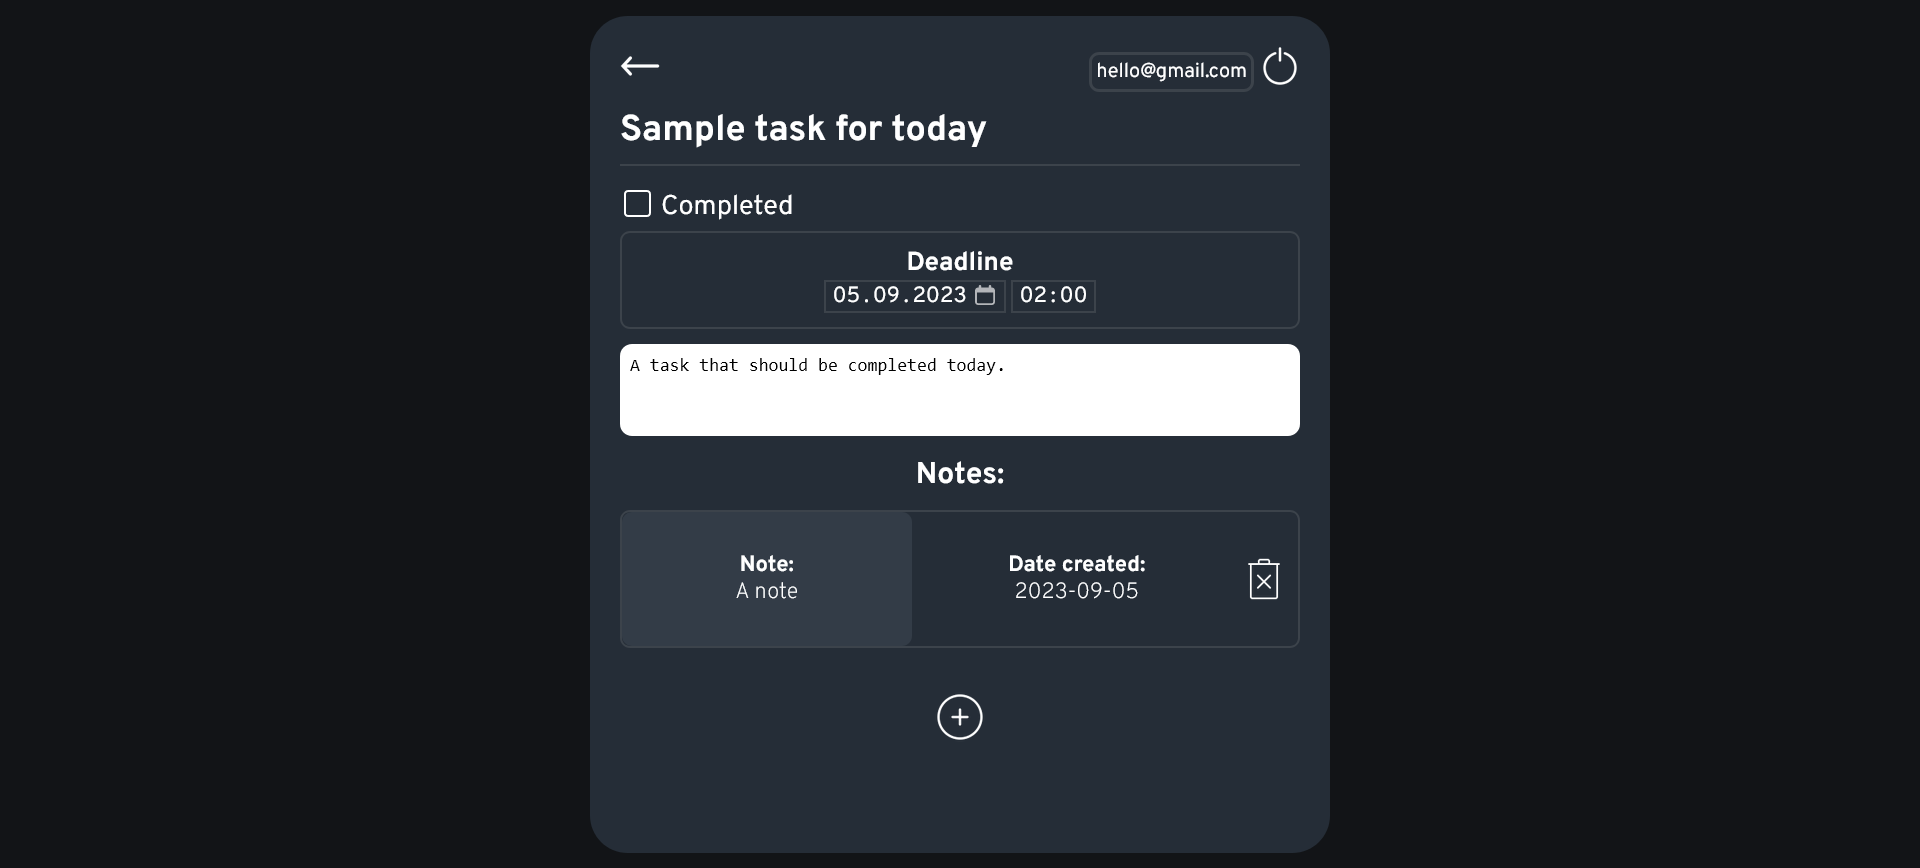 hello@gmail.com
Sample task for today
Completed
Deadline
05.09.2023 02:00
A task that should be completed today.
Notes:
Note:
A note
Date created:
2023-09-05